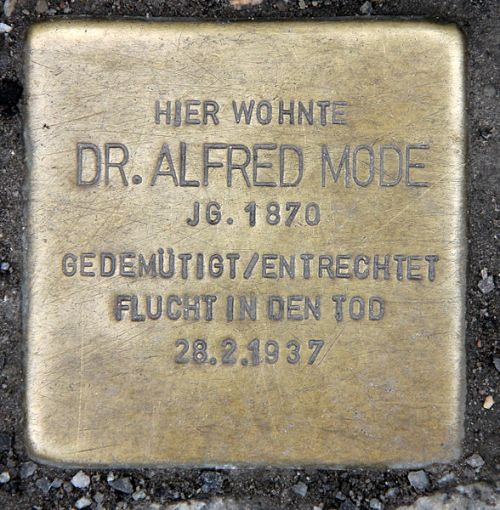 HIER WOHNTE
DR. ALFRED MODE
JG. 1870
GEDEMÜTIGT/ENTRECHTET
FLUCHT IN DEN TOD
28.2.1937